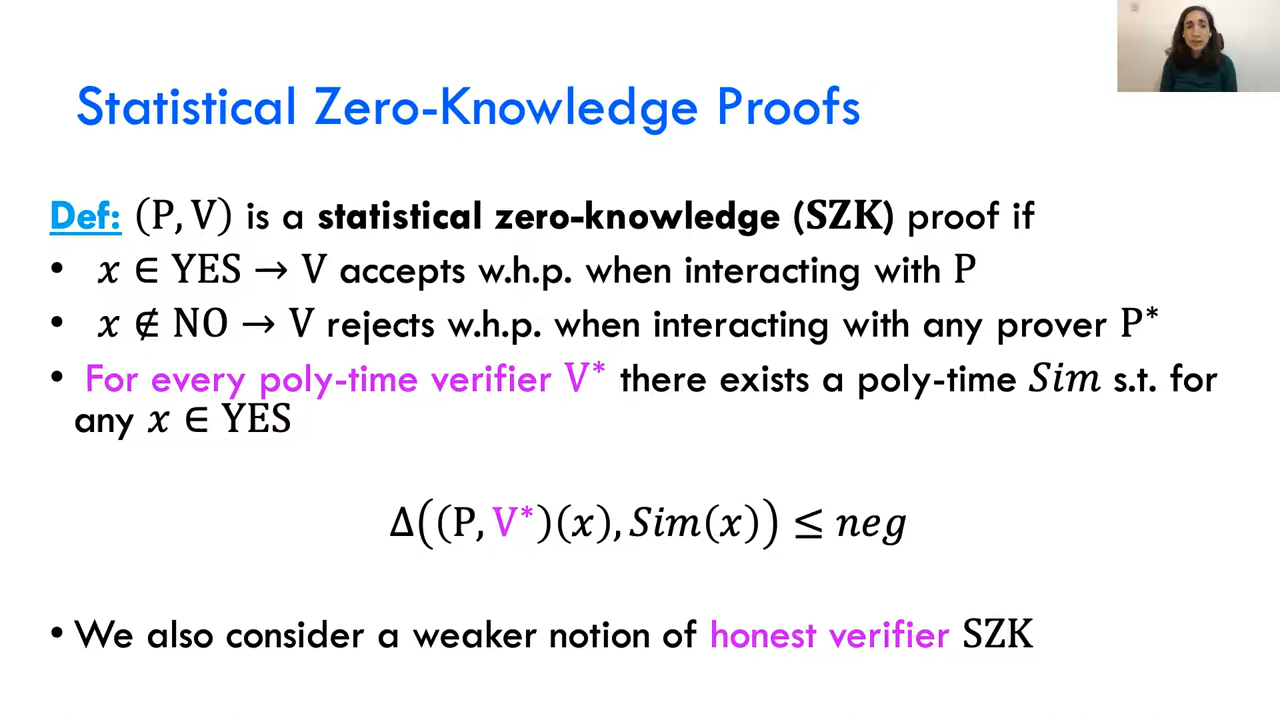 Statistical Zero-Knowledge Proofs
Def: (P, V) is a statistical zero-knowledge (SZK) proof if
• x ∈ YES → V accepts w.h.p. when interacting with P
• x ∉ NO → V rejects w.h.p. when interacting with any prover P*
• For every poly-time verifier V* there exists a poly-time Sim s.t. for
any x ∈ YES
Δ((P, V*)(x), Sim(x)) ≤ neg
• We also consider a weaker notion of honest verifier SZK